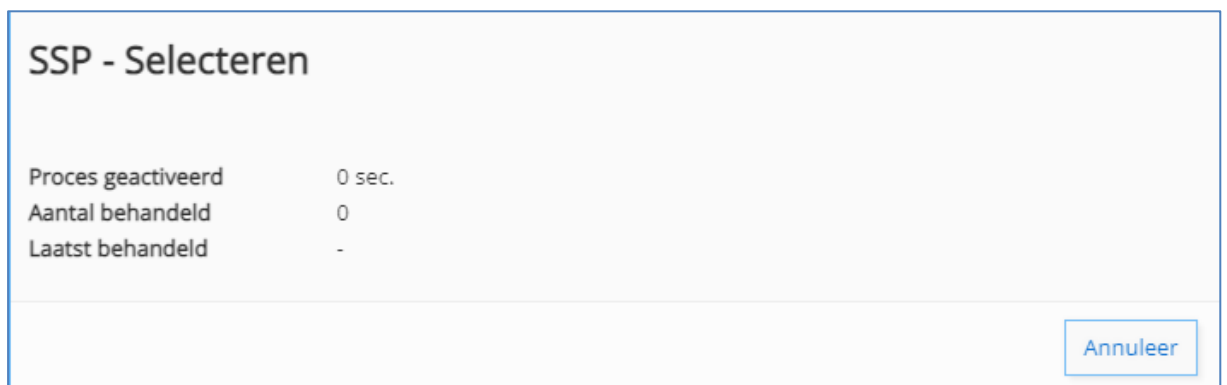 SSP - Selecteren
Proces geactiveerd 0 sec.
Aantal behandeld 0
Laatst behandeld -
Annuleer